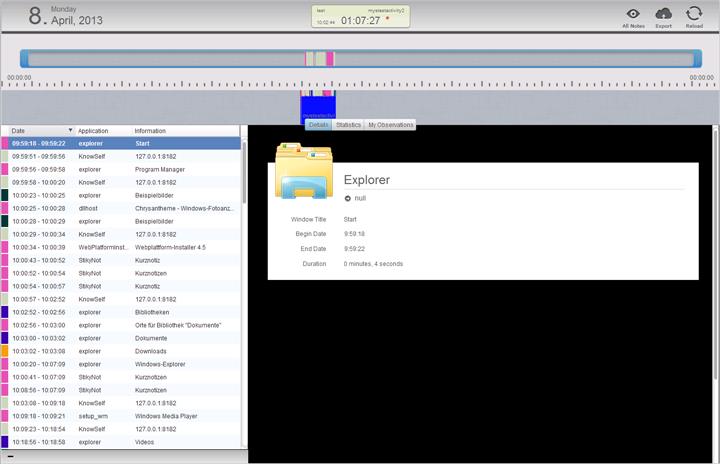 8. Monday
April, 2013
last mystestactivity2
10:02:44 01:07:27
All Notes Export Reload
00:00:00 00:00:00
mystestactivi
Details Statistics My Observations
Date Application Information
09:59:18 - 09:59:22 explorer Start
09:59:51 - 09:59:56 KnowSelf 127.0.0.1:8182
09:59:56 - 09:59:58 explorer Program Manager
09:59:58 - 10:00:20 KnowSelf 127.0.0.1:8182
10:00:23 - 10:00:25 explorer Beispielbilder
10:00:25 - 10:00:28 dllhost Chrysantheme - Windows-Fotoanz...
10:00:28 - 10:00:29 explorer Beispielbilder
10:00:29 - 10:00:34 KnowSelf 127.0.0.1:8182
10:00:34 - 10:00:39 WebPlatformInst... Webplattform-Installer 4.5
10:00:43 - 10:00:52 StikyNot Kurznotiz
10:00:52 - 10:00:54 StikyNot Kurznotizen
10:00:54 - 10:00:57 StikyNot Kurznotiz
10:00:57 - 10:02:52 KnowSelf 127.0.0.1:8182
10:02:52 - 10:02:56 explorer Bibliotheken
10:02:56 - 10:03:00 explorer Orte für Bibliothek "Dokumente"
10:03:00 - 10:03:02 explorer Dokumente
10:03:02 - 10:03:08 explorer Downloads
10:00:20 - 10:07:09 explorer Windows-Explorer
10:00:41 - 10:07:09 StikyNot Kurznotizen
10:08:56 - 10:07:09 StikyNot Kurznotizen
10:03:08 - 10:09:18 KnowSelf 127.0.0.1:8182
10:09:18 - 10:09:21 setup_wm Windows Media Player
10:09:23 - 10:18:54 KnowSelf 127.0.0.1:8182
10:18:56 - 10:18:58 explorer Videos
Explorer
null
Window Title Start
Begin Date 9:59:18
End Date 9:59:22
Duration 0 minutes, 4 seconds